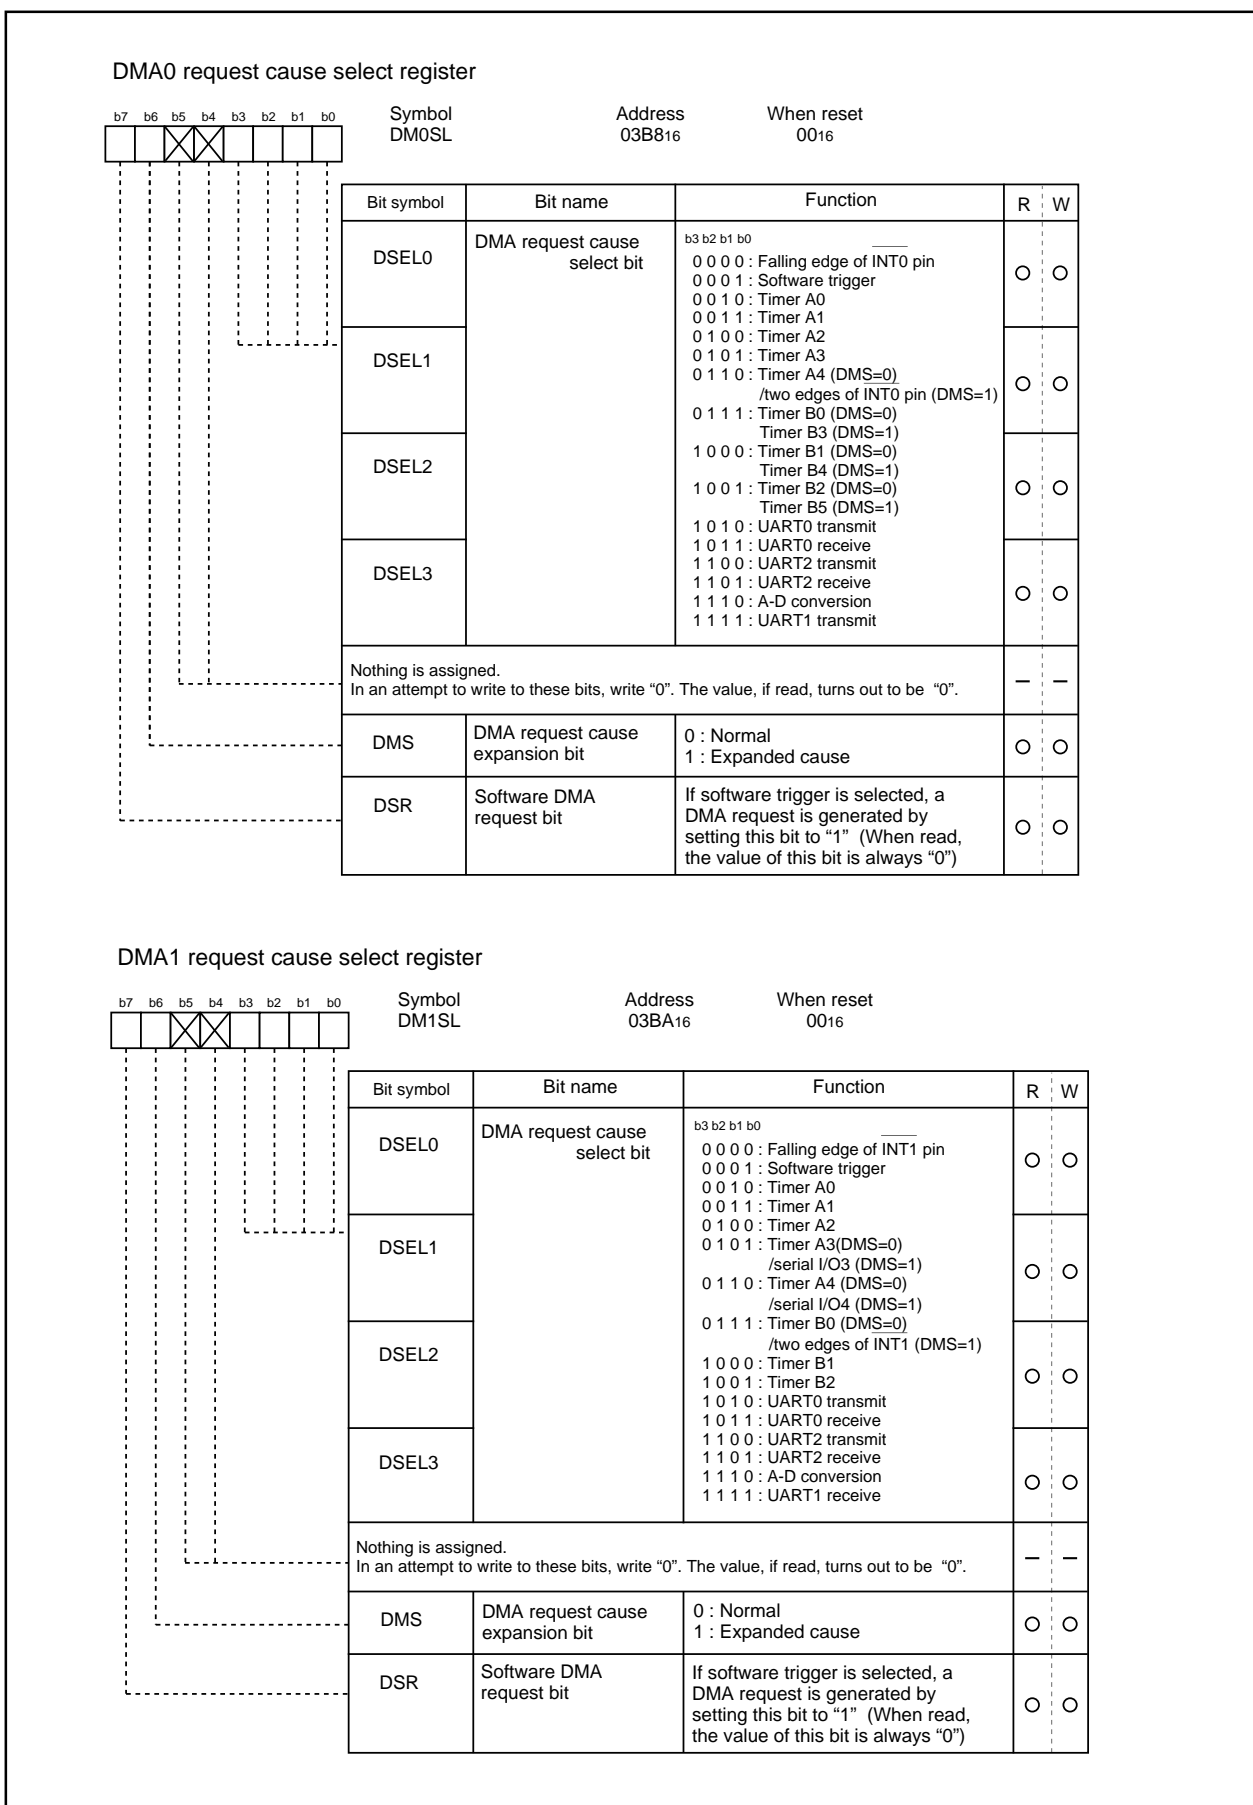 DMA0 request cause select register
b7 b6 b5 b4 b3 b2 b1 b0
Symbol Address When reset
DM0SL 03B816 0016
Bit symbol Bit name Function R W
DSEL0
DMA request cause
select bit
b3 b2 b1 b0
0 0 0 0 : Falling edge of INT0 pin
0 0 0 1 : Software trigger
0 0 1 0 : Timer A0
0 0 1 1 : Timer A1
0 1 0 0 : Timer A2
0 1 0 1 : Timer A3
0 1 1 0 : Timer A4 (DMS=0)
/two edges of INT0 pin (DMS=1)
0 1 1 1 : Timer B0 (DMS=0)
Timer B3 (DMS=1)
1 0 0 0 : Timer B1 (DMS=0)
Timer B4 (DMS=1)
1 0 0 1 : Timer B2 (DMS=0)
Timer B5 (DMS=1)
1 0 1 0 : UART0 transmit
1 0 1 1 : UART0 receive
1 1 0 0 : UART2 transmit
1 1 0 1 : UART2 receive
1 1 1 0 : A-D conversion
1 1 1 1 : UART1 transmit
DSEL1
DSEL2
DSEL3
Nothing is assigned.
In an attempt to write to these bits, write “0”. The value, if read, turns out to be “0”.
DMS
DMA request cause
expansion bit
0 : Normal
1 : Expanded cause
DSR
Software DMA
request bit
If software trigger is selected, a
DMA request is generated by
setting this bit to “1” (When read,
the value of this bit is always “0”)
DMA1 request cause select register
b7 b6 b5 b4 b3 b2 b1 b0
Symbol Address When reset
DM1SL 03BA16 0016
Bit symbol Bit name Function R W
DSEL0
DMA request cause
select bit
b3 b2 b1 b0
0 0 0 0 : Falling edge of INT1 pin
0 0 0 1 : Software trigger
0 0 1 0 : Timer A0
0 0 1 1 : Timer A1
0 1 0 0 : Timer A2
0 1 0 1 : Timer A3(DMS=0)
/serial I/O3 (DMS=1)
0 1 1 0 : Timer A4 (DMS=0)
/serial I/O4 (DMS=1)
0 1 1 1 : Timer B0 (DMS=0)
/two edges of INT1 (DMS=1)
1 0 0 0 : Timer B1
1 0 0 1 : Timer B2
1 0 1 0 : UART0 transmit
1 0 1 1 : UART0 receive
1 1 0 0 : UART2 transmit
1 1 0 1 : UART2 receive
1 1 1 0 : A-D conversion
1 1 1 1 : UART1 receive
DSEL1
DSEL2
DSEL3
Nothing is assigned.
In an attempt to write to these bits, write “0”. The value, if read, turns out to be “0”.
DMS
DMA request cause
expansion bit
0 : Normal
1 : Expanded cause
DSR
Software DMA
request bit
If software trigger is selected, a
DMA request is generated by
setting this bit to “1” (When read,
the value of this bit is always “0”)